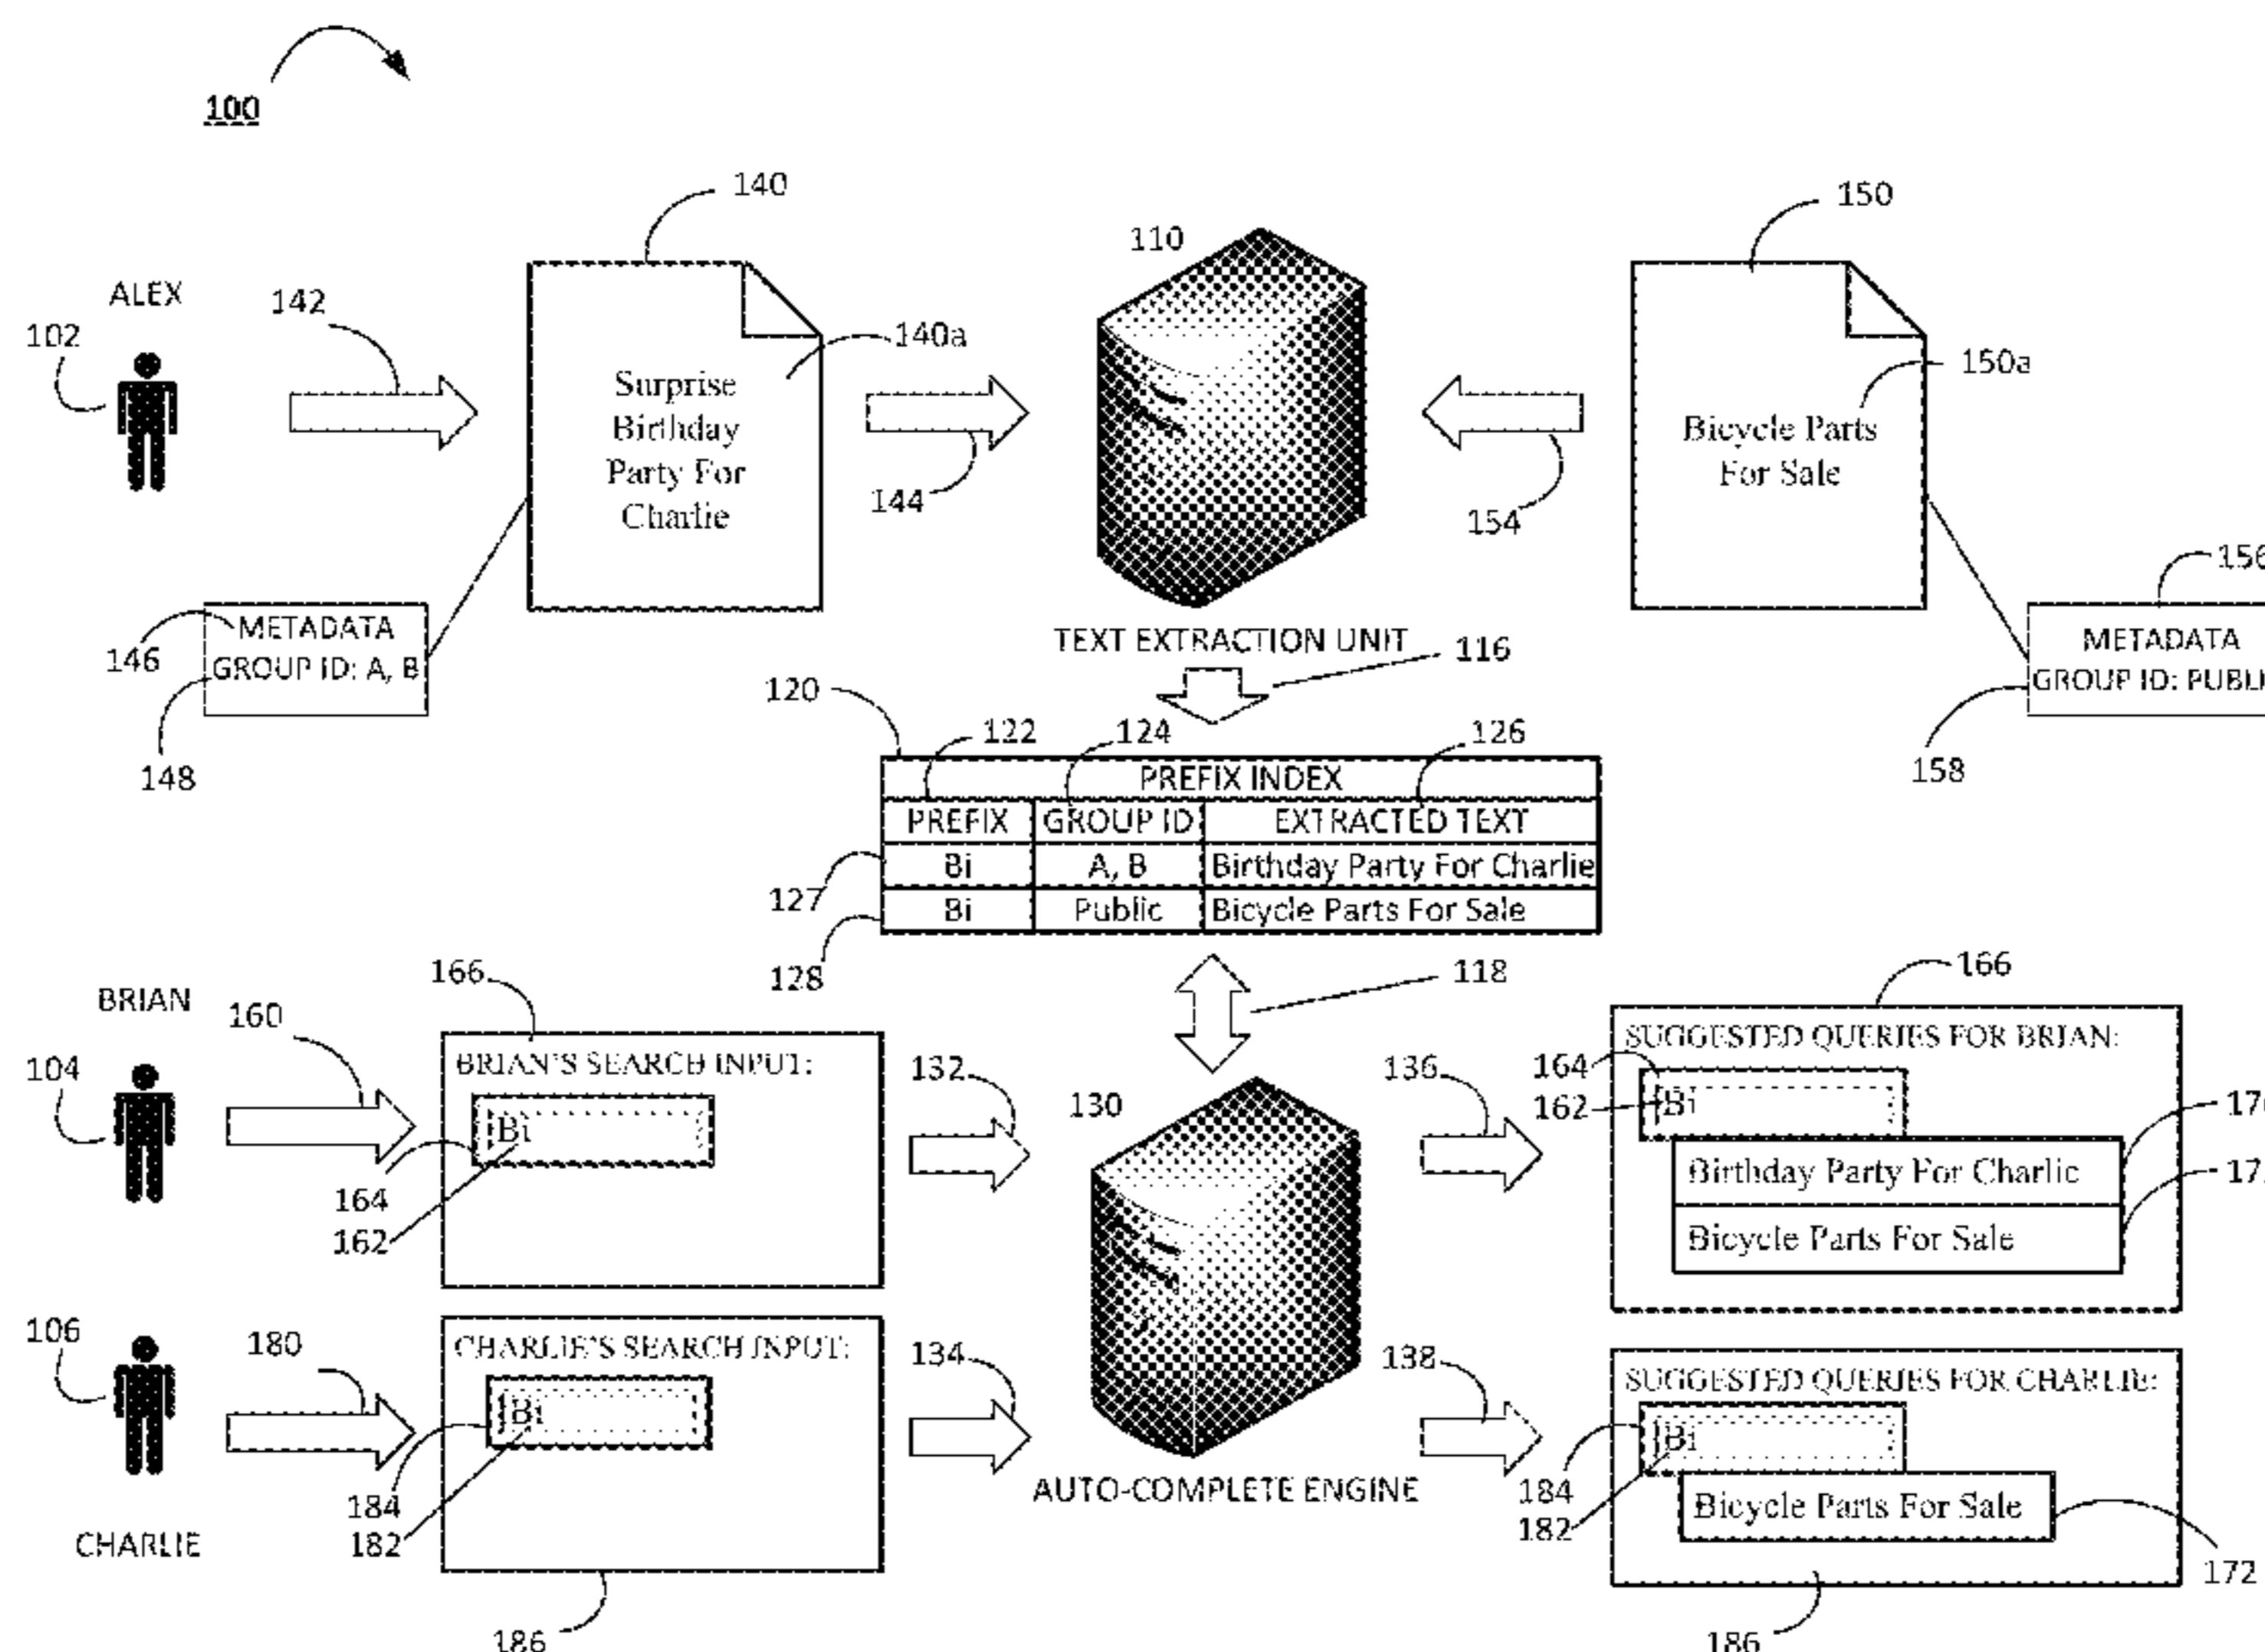 100
140
150
110
ALEX
142
102
140a
150a
Surprise
Birthday
Party For
Charlie
Bicycle Parts
For Sale
144
154
156
METADATA
GROUP ID: A, B
146
148
TEXT EXTRACTION UNIT
116
METADATA
158
120
122
124
126
PREFIX INDEX
PREFIX GROUP ID EXTRACTED TEXT
Bi A, B Birthday Party For Charlie
Bi Public Bicycle Parts For Sale
127
128
118
BRIAN
160
104
166
BRIAN'S SEARCH INPUT:
Bi
164
162
132
130
136
166
SUGGESTED QUERIES FOR BRIAN:
164
162
Bi
Birthday Party For Charlie
Bicycle Parts For Sale
106
180
CHARLIE
CHARLIE'S SEARCH INPUT:
Bi
184
182
186
134
AUTO-COMPLETE ENGINE
138
SUGGESTED QUERIES FOR CHARLIE:
Bi
184
182
Bicycle Parts For Sale
172
186